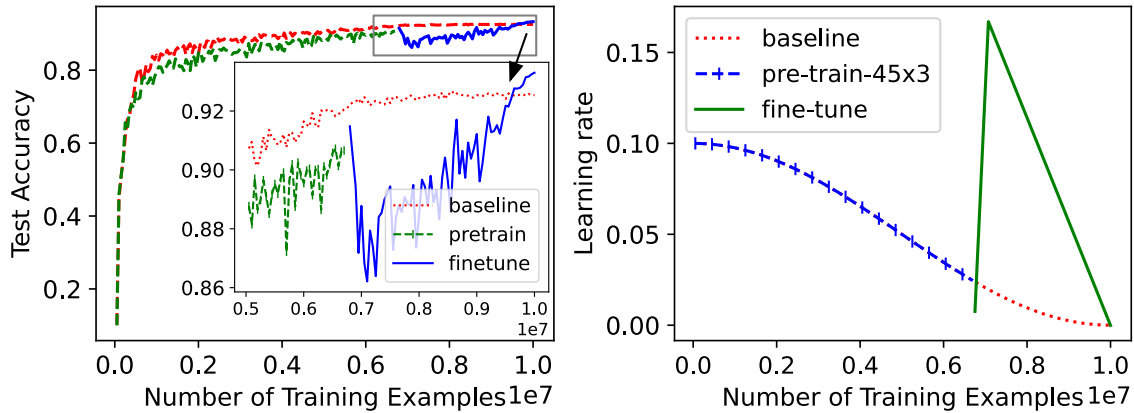 Test Accuracy
0.8
0.6
0.4
0.2
0.0 0.2 0.4 0.6 0.8 1.0
1e7
Number of Training Examples
0.92
0.90
0.88
0.86
0.5 0.6 0.7 0.8 0.9 1.0
1e7
baseline
pretrain
finetune
Learning rate
0.15
0.10
0.05
0.00
0.0 0.2 0.4 0.6 0.8 1.0
1e7
Number of Training Examples
baseline
pre-train-45x3
fine-tune